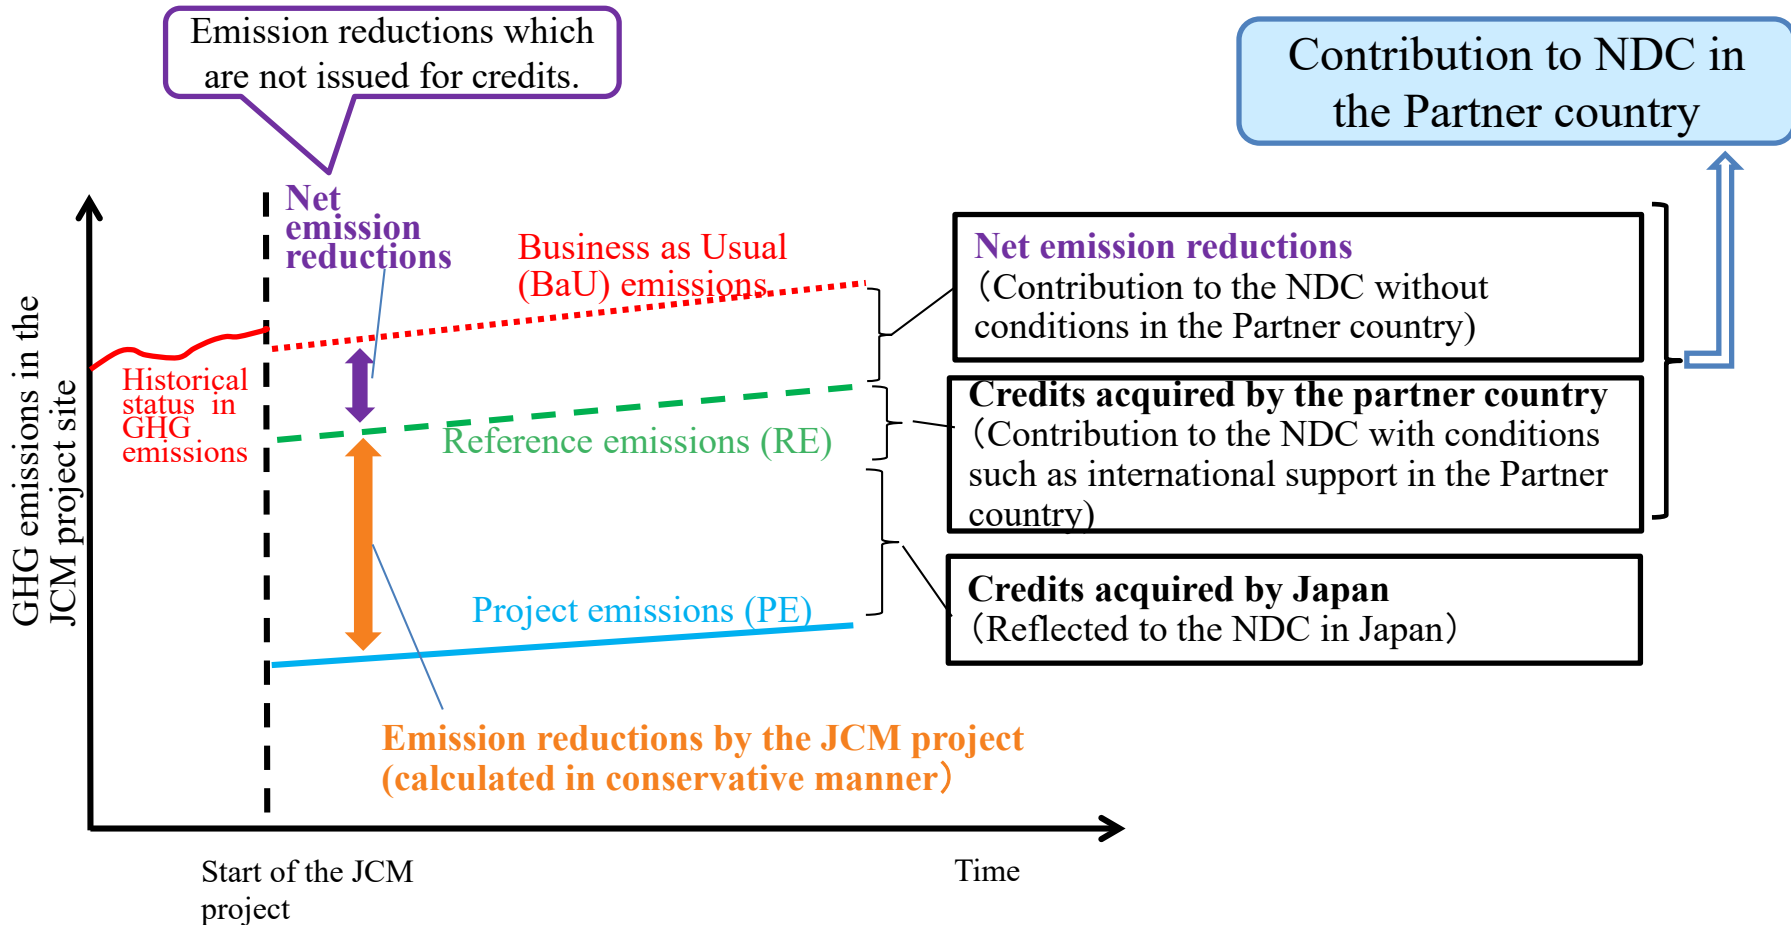 Emission reductions which
are not issued for credits.
Contribution to NDC in
the Partner country
Net
emission
reductions
Business as Usual
(BaU) emissions
Historical
status in
GHG
emissions
Reference emissions (RE)
Project emissions (PE)
Emission reductions by the JCM project
(calculated in conservative manner）
GHG emissions in the
JCM project site
Start of the JCM
project
Time
Net emission reductions
（Contribution to the NDC without
conditions in the Partner country)
Credits acquired by the partner country
（Contribution to the NDC with conditions
such as international support in the Partner
country)
Credits acquired by Japan
（Reflected to the NDC in Japan）